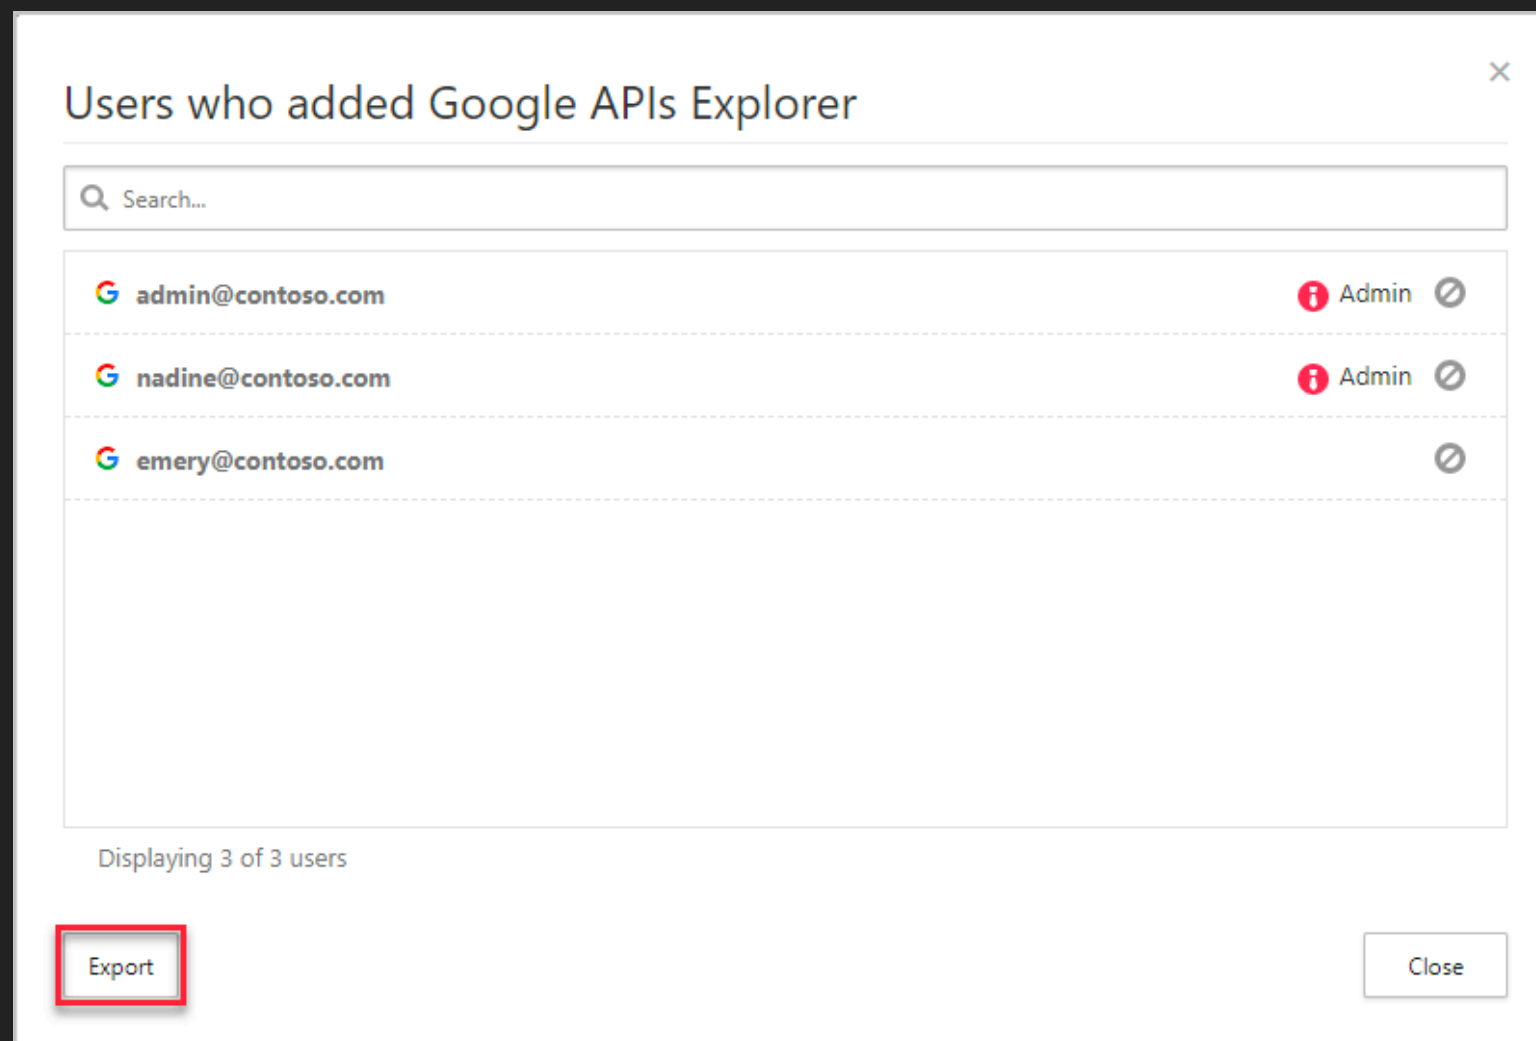 Users who added Google APIs Explorer
Search...
admin@contoso.com Admin
nadine@contoso.com Admin
emery@contoso.com
Displaying 3 of 3 users
Export Close